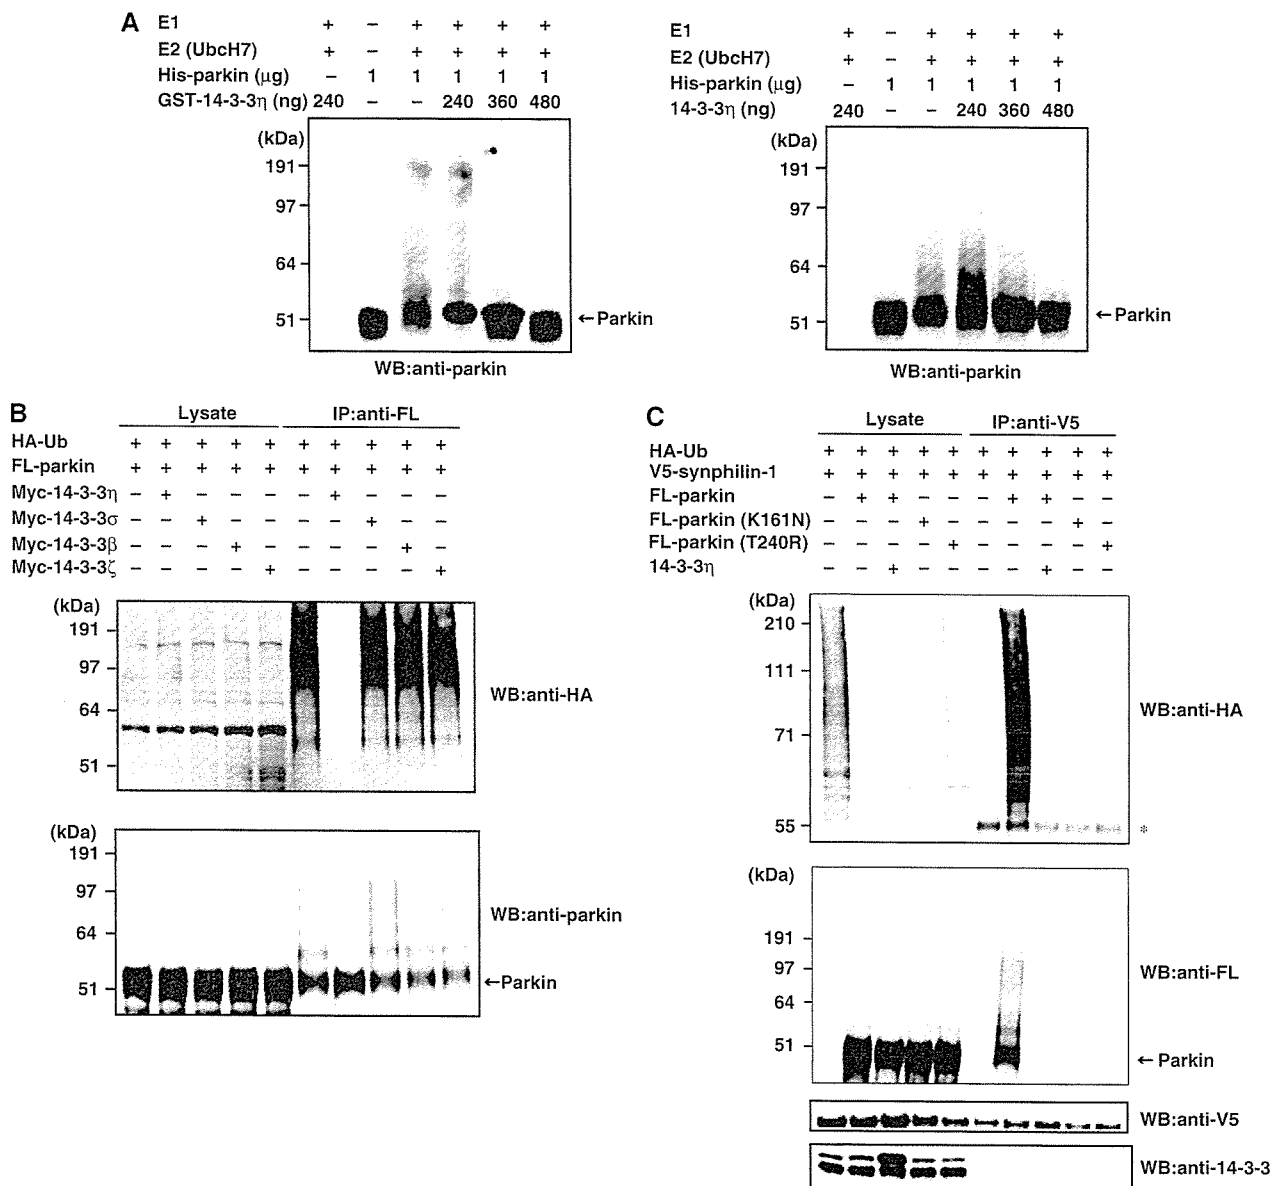 A
E1 + − + + + +
E2 (UbcH7) + − + + + +
His-parkin (μg) − 1 1 1 1 1
GST-14-3-3η (ng) 240 − − 240 360 480
(kDa)
191
97
64
51
←Parkin
WB:anti-parkin
E1 + − + + + +
E2 (UbcH7) + − + + + +
His-parkin (μg) − 1 1 1 1 1
14-3-3η (ng) 240 − − 240 360 480
(kDa)
191
97
64
51
←Parkin
WB:anti-parkin
B
Lysate IP:anti-FL
HA-Ub + + + + + + + + + +
FL-parkin + + + + + + + + + +
Myc-14-3-3η − + − − − − + − − −
Myc-14-3-3σ − − + − − − − + − −
Myc-14-3-3β − − − + − − − − + −
Myc-14-3-3ζ − − − − + − − − − +
(kDa)
191
97
64
51
WB:anti-HA
(kDa)
191
97
64
51
WB:anti-parkin
←Parkin
C
Lysate IP:anti-V5
HA-Ub + + + + + + + + + +
V5-synphilin-1 + + + + + + + + + +
FL-parkin − + + − − − + + − −
FL-parkin (K161N) − − − + − − − − + −
FL-parkin (T240R) − − − − + − − − − +
14-3-3η − − + − − − − + − −
(kDa)
210
111
71
55
WB:anti-HA
*
(kDa)
191
97
64
51
WB:anti-FL
← Parkin
WB:anti-V5
WB:anti-14-3-3